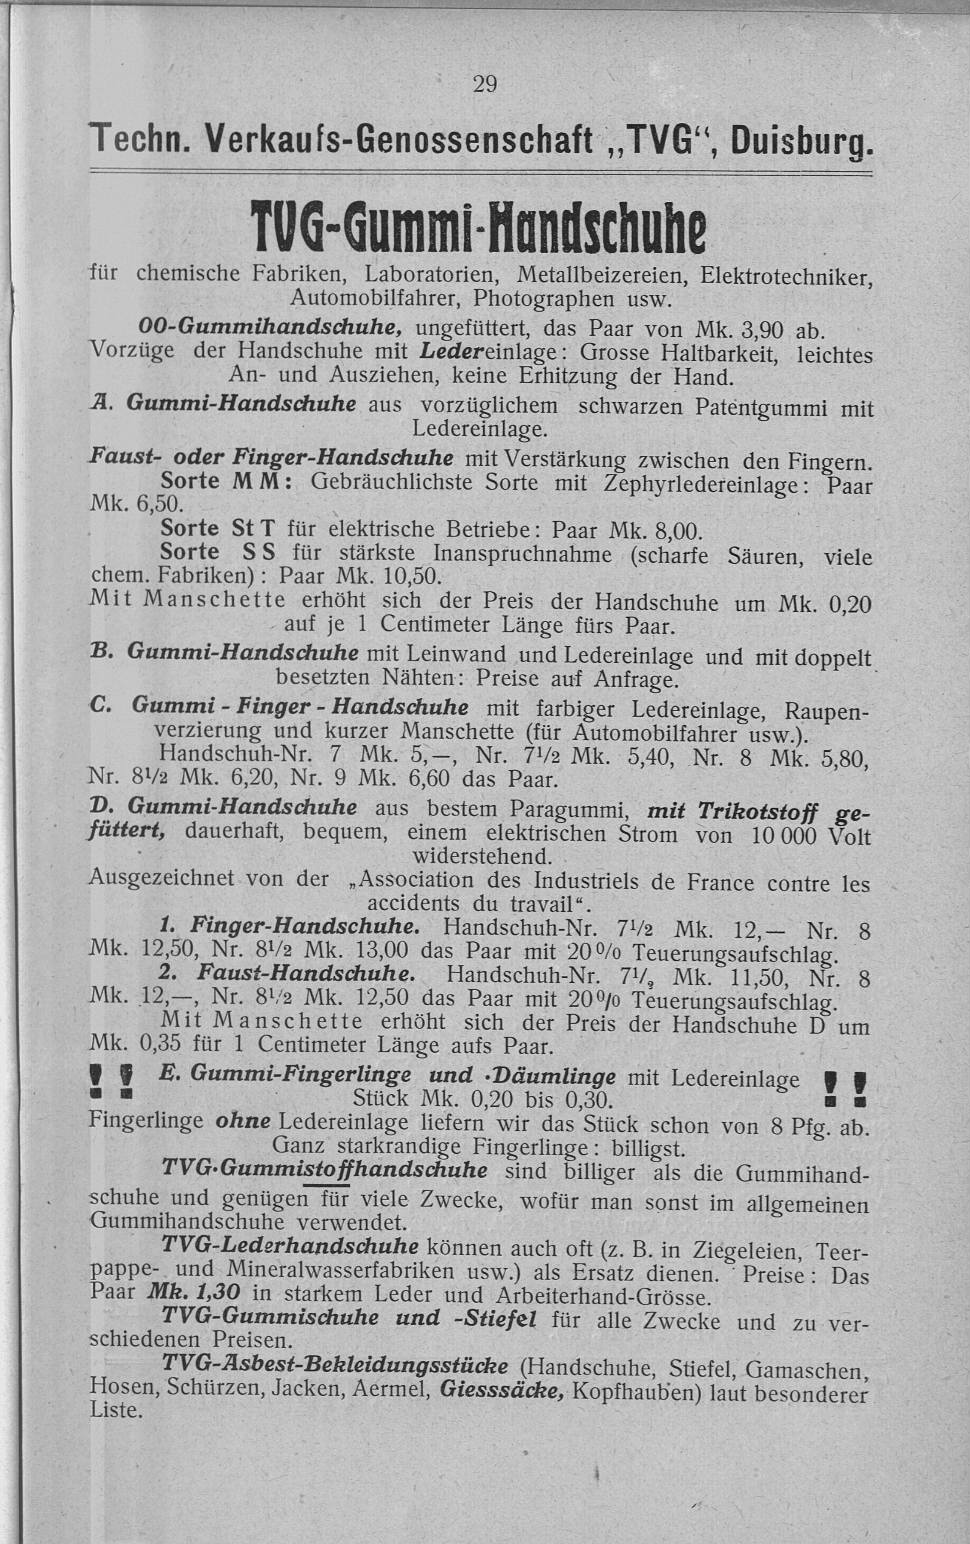 29
Techn. Verkaufs-Genossenschaft „TVG“, Duisburg.
TVG-Gummi-Handschuhe
für chemische Fabriken, Laboratorien, Metallbeizereien, Elektrotechniker,
Automobilfahrer, Photographen usw.
OO-Gummihandschuhe, ungefüttert, das Paar von Mk. 3,90 ab.
Vorzüge der Handschuhe mit Ledereinlage: Grosse Haltbarkeit, leichtes
An- und Ausziehen, keine Erhitzung der Hand.
A. Gummi-Handschuhe aus vorzüglichem schwarzen Patentgummi mit
Ledereinlage.
Faust- oder Finger-Handschuhe mit Verstärkung zwischen den Fingern.
Sorte MM: Gebräuchlichste Sorte mit Zephyrledereinlage: Paar
Mk. 6,50.
Sorte St T für elektrische Betriebe: Paar Mk. 8,00.
Sorte SS für stärkste Inanspruchnahme (scharfe Säuren, viele
chem. Fabriken): Paar Mk. 10,50.
Mit Manschette erhöht sich der Preis der Handschuhe um Mk. 0,20
auf je 1 Centimeter Länge fürs Paar.
B. Gummi-Handschuhe mit Leinwand und Ledereinlage und mit doppelt
besetzten Nähten: Preise auf Anfrage.
C. Gummi-Finger-Handschuhe mit farbiger Ledereinlage, Raupen-
verzierung und kurzer Manschette (für Automobilfahrer usw.).
Handschuh-Nr. 7 Mk. 5,—, Nr. 7½ Mk. 5,40, Nr. 8 Mk. 5,80,
Nr. 8½ Mk. 6,20, Nr. 9 Mk. 6,60 das Paar.
D. Gummi-Handschuhe aus bestem Paragummi, mit Trikotstoff ge-
füttert, dauerhaft, bequem, einem elektrischen Strom von 10 000 Volt
widerstehend.
Ausgezeichnet von der „Association des Industriels de France contre les
accidents du travail“.
1. Finger-Handschuhe. Handschuh-Nr. 7½ Mk. 12,— Nr. 8
Mk. 12,50, Nr. 8½ Mk. 13,00 das Paar mit 20% Teuerungsaufschlag.
2. Faust-Handschuhe. Handschuh-Nr. 7½ Mk. 11,50, Nr. 8
Mk. 12,—, Nr. 8½ Mk. 12,50 das Paar mit 20% Teuerungsaufschlag.
Mit Manschette erhöht sich der Preis der Handschuhe D um
Mk. 0,35 für 1 Centimeter Länge aufs Paar.
!! E. Gummi-Fingerlinge und -Däumlinge mit Ledereinlage !!
Stück Mk. 0,20 bis 0,30.
Fingerlinge ohne Ledereinlage liefern wir das Stück schon von 8 Pfg. ab.
Ganz starkrandige Fingerlinge: billigst.
TVG-Gummistoffhandschuhe sind billiger als die Gummihand-
schuhe und genügen für viele Zwecke, wofür man sonst im allgemeinen
Gummihandschuhe verwendet.
TVG-Lederhandschuhe können auch oft (z. B. in Ziegeleien, Teer-
pappe- und Mineralwasserfabriken usw.) als Ersatz dienen. Preise: Das
Paar Mk. 1,30 in starkem Leder und Arbeiterhand-Grösse.
TVG-Gummischuhe und -Stiefel für alle Zwecke und zu ver-
schiedenen Preisen.
TVG-Asbest-Bekleidungsstücke (Handschuhe, Stiefel, Gamaschen,
Hosen, Schürzen, Jacken, Aermel, Giesssäcke, Kopfhauben) laut besonderer
Liste.